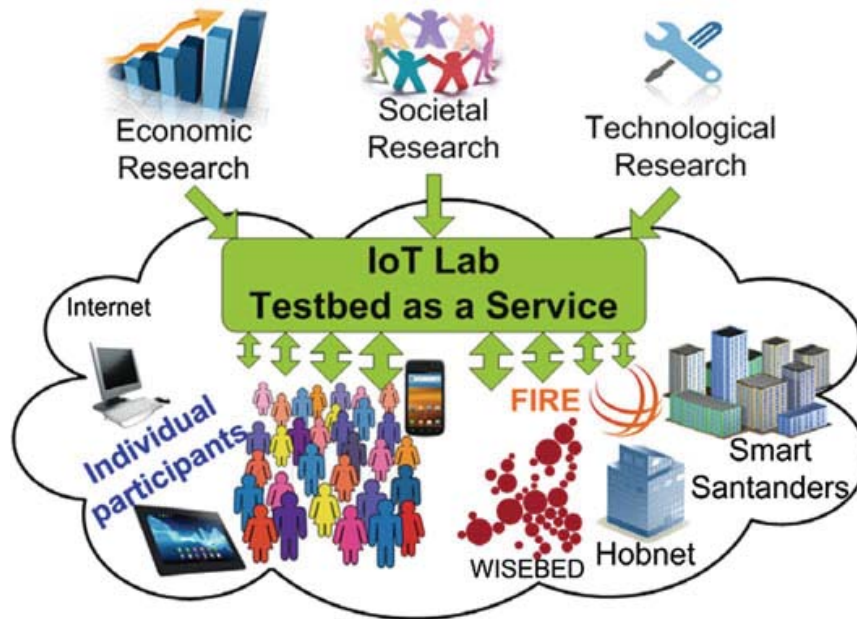 Economic
Research
Societal
Research
Technological
Research
IoT Lab
Testbed as a Service
Internet
Individual
participants
FIRE
WISEBED
Hobnet
Smart
Santanders